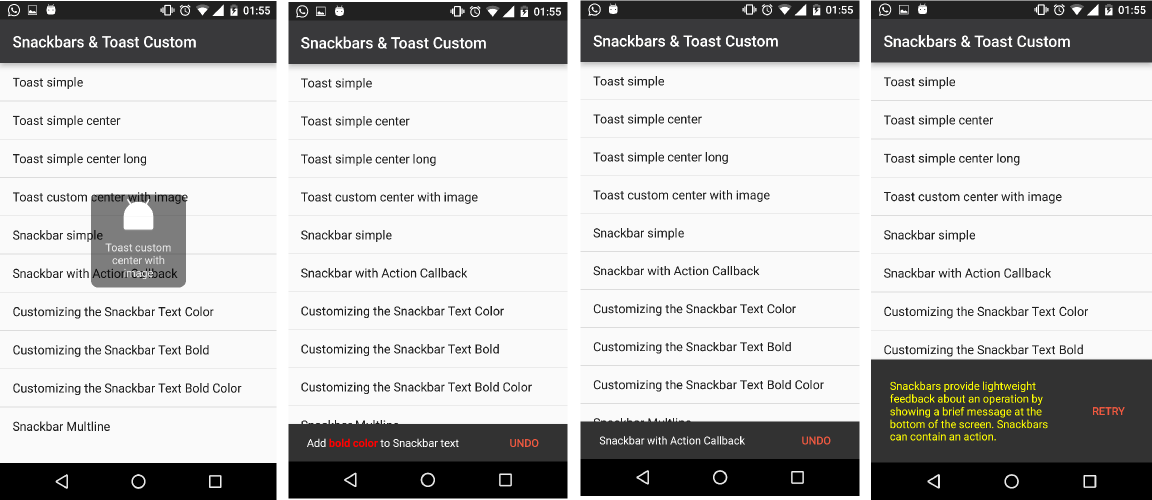 01:55
Snackbars & Toast Custom
Toast simple
Toast simple center
Toast simple center long
Toast custom center with image
Snackbar simple
Toast custom
center with
image
Snackbar with Action Callback
Customizing the Snackbar Text Color
Customizing the Snackbar Text Bold
Customizing the Snackbar Text Bold Color
Snackbar Multline
01:55
Snackbars & Toast Custom
Toast simple
Toast simple center
Toast simple center long
Toast custom center with image
Snackbar simple
Snackbar with Action Callback
Customizing the Snackbar Text Color
Customizing the Snackbar Text Bold
Customizing the Snackbar Text Bold Color
Snackbar Multline
Add bold color to Snackbar text UNDO
01:55
Snackbars & Toast Custom
Toast simple
Toast simple center
Toast simple center long
Toast custom center with image
Snackbar simple
Snackbar with Action Callback
Customizing the Snackbar Text Color
Customizing the Snackbar Text Bold
Customizing the Snackbar Text Bold Color
Snackbar Multline
Snackbar with Action Callback UNDO
01:55
Snackbars & Toast Custom
Toast simple
Toast simple center
Toast simple center long
Toast custom center with image
Snackbar simple
Snackbar with Action Callback
Customizing the Snackbar Text Color
Customizing the Snackbar Text Bold
Snackbars provide lightweight
feedback about an operation by
showing a brief message at the
bottom of the screen. Snackbars
can contain an action.
RETRY